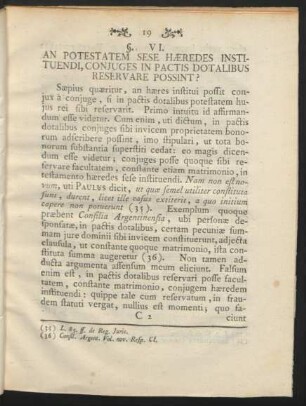 19
§. VI.
AN POTESTATEM SESE HÆREDES INSTI-
TUENDI, CONJUGES IN PACTIS DOTALIBUS
RESERVARE POSSINT?
Sæpius quæritur, an hæres institui possit con-
jux à conjuge, si in pactis dotalibus potestatem hu-
jus rei sibi reservarit. Primo intuitu id affirman-
dum esse videtur. Cum enim, uti dictum, in pactis
dotalibus conjuges sibi invicem proprietatem bono-
rum adscribere possint, imo stipulari, ut tota bo-
norum substantia superstiti cedat: eo magis dicen-
dum esse videtur; conjuges posse quoque sibi re-
servare facultatem, constante etiam matrimonio, in
testamento hæredes sese instituendi. Nam non est no-
vum, uti PAULUS dicit, ut quæ semel utiliter constituta
sunt, durent, licet ille casus extiterit, a quo initium
capere non potuerunt (35). Exemplum quoque
præbent Consilia Argentinensia, ubi personæ de-
sponsatæ, in pactis dotalibus, certam pecuniæ sum-
mam jure dominii sibi invicem constituerunt, adjecta
clausula, ut constante quoque matrimonio, ista con-
stituta summa augeretur (36). Non tamen ad-
ducta argumenta assensum meum eliciunt. Falsum
enim est, in pactis dotalibus reservari posse facul-
tatem, constante matrimonio, conjugem hæredem
instituendi: quippe tale cum reservatum, in frau-
dem statuti vergat, nullius est momenti; quo fa-
C 2 ciunt
(35) L. 85. ff. de Reg. Juris.
(36) Consil. Argent. Vol. nov. Resp. CI.